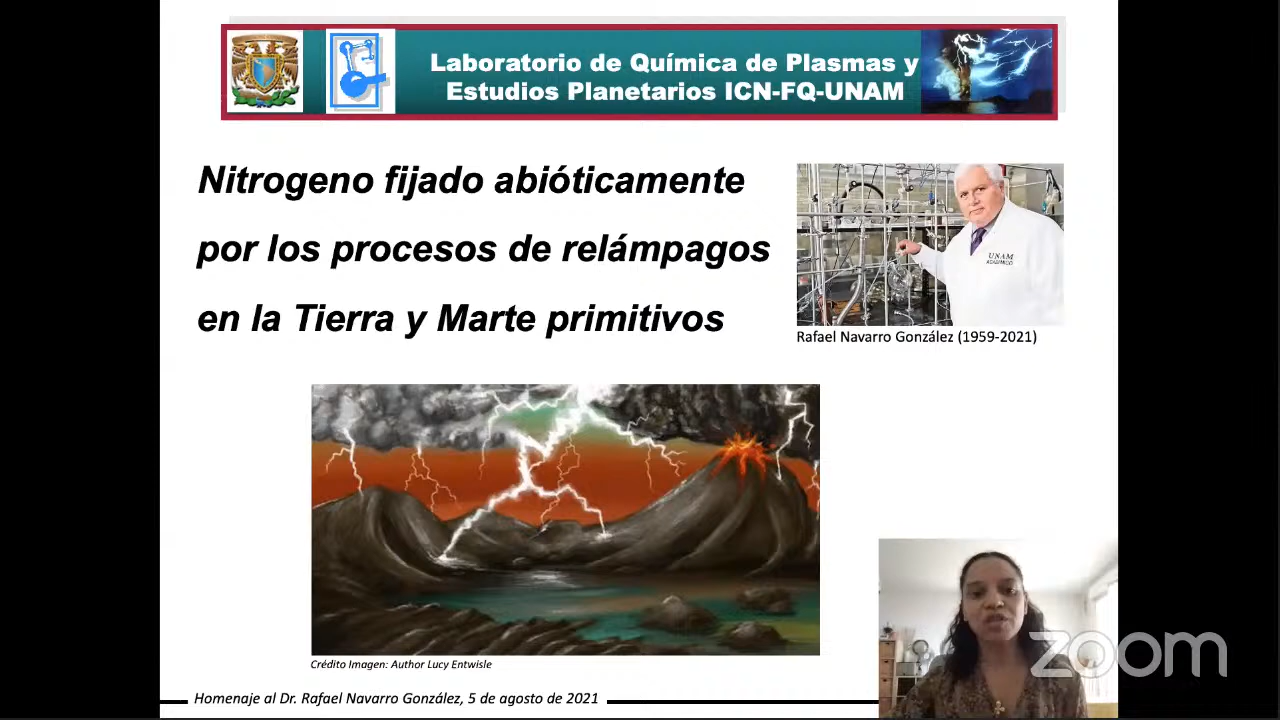 Laboratorio de Química de Plasmas y
Estudios Planetarios ICN-FQ-UNAM
Nitrogeno fijado abióticamente
por los procesos de relámpagos
en la Tierra y Marte primitivos
UNAM
ACADÉMICO
Rafael Navarro González (1959-2021)
Crédito Imagen: Author Lucy Entwisle
Homenaje al Dr. Rafael Navarro González, 5 de agosto de 2021
zoom